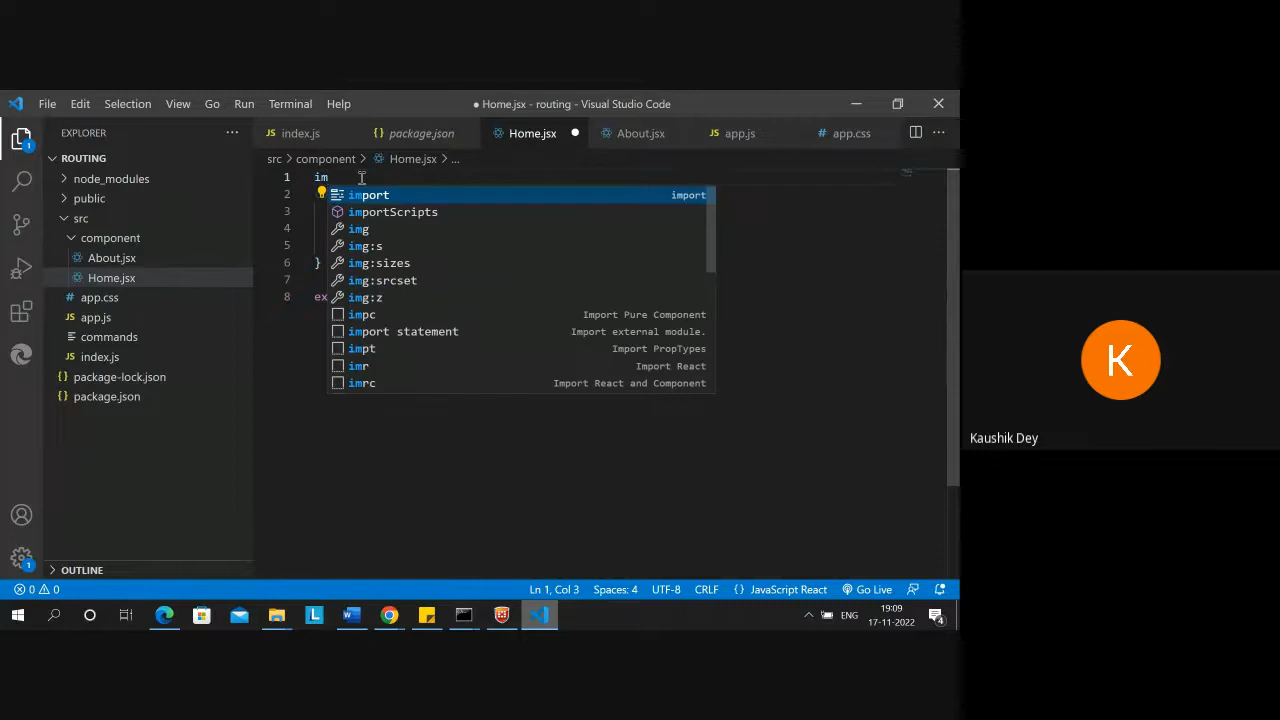 File Edit Selection View Go Run Terminal Help
● Home.jsx - routing - Visual Studio Code
EXPLORER
index.js
{} package.json
Home.jsx
About.jsx
JS app.js
# app.css
src > component > Home.jsx > ...
ROUTING
node_modules
public
src
component
About.jsx
Home.jsx
# app.css
JS app.js
commands
JS index.js
{} package-lock.json
{} package.json
OUTLINE
1 im
2
3
4
5
6 }
7
8 ex
import import
importScripts
img
img:s
img:sizes
img:srcset
img:z
impc Import Pure Component
import statement Import external module.
impt Import PropTypes
imr Import React
imrc Import React and Component
1
1
0 0
Ln 1, Col 3 Spaces: 4 UTF-8 CRLF {} JavaScript React Go Live
L
W
ENG
19:09
17-11-2022
4
K
Kaushik Dey